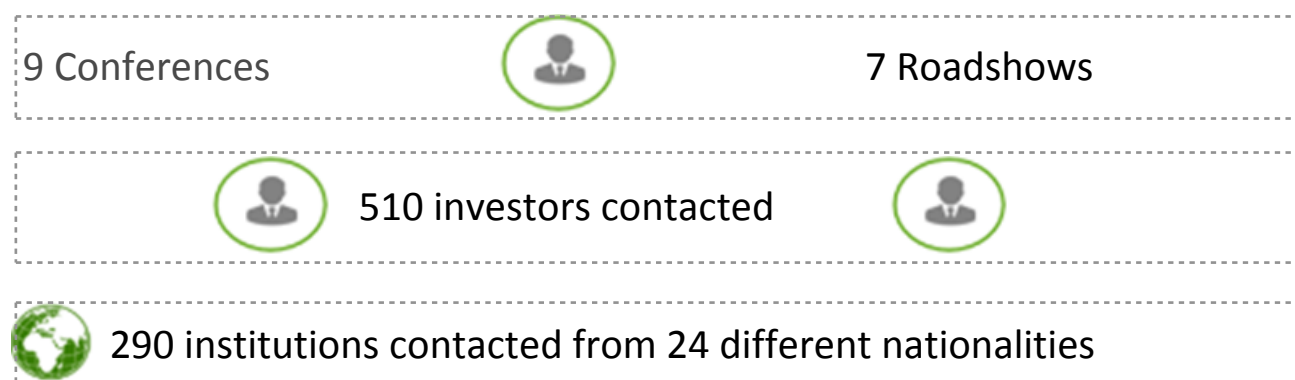 9 Conferences 7 Roadshows
510 investors contacted
290 institutions contacted from 24 different nationalities